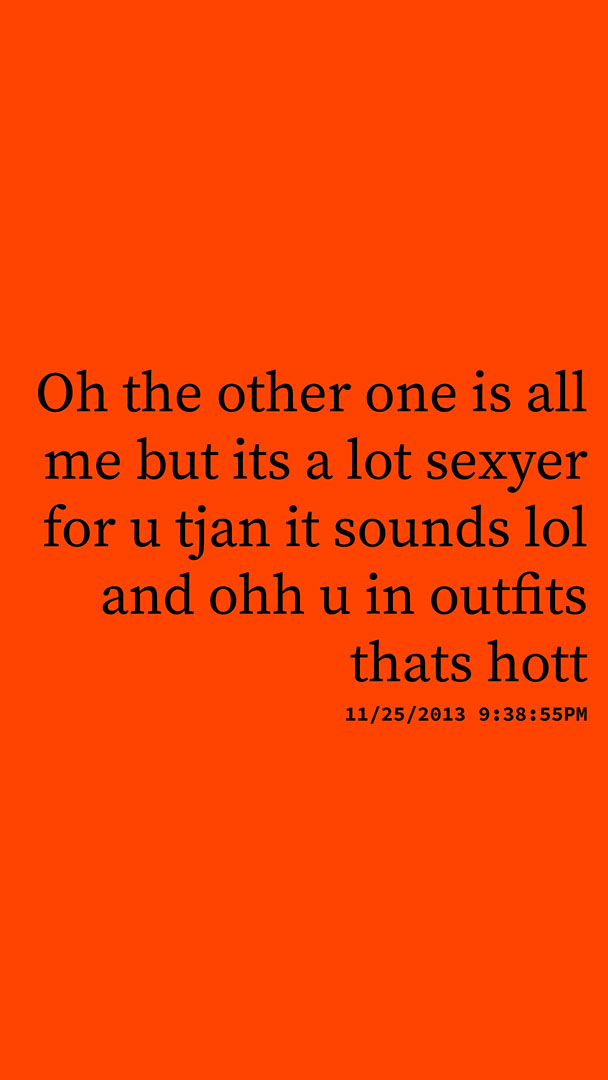 Oh the other one is all
me but its a lot sexyer
for u tjan it sounds lol
and ohh u in outfits
thats hott
11/25/2013 9:38:55PM